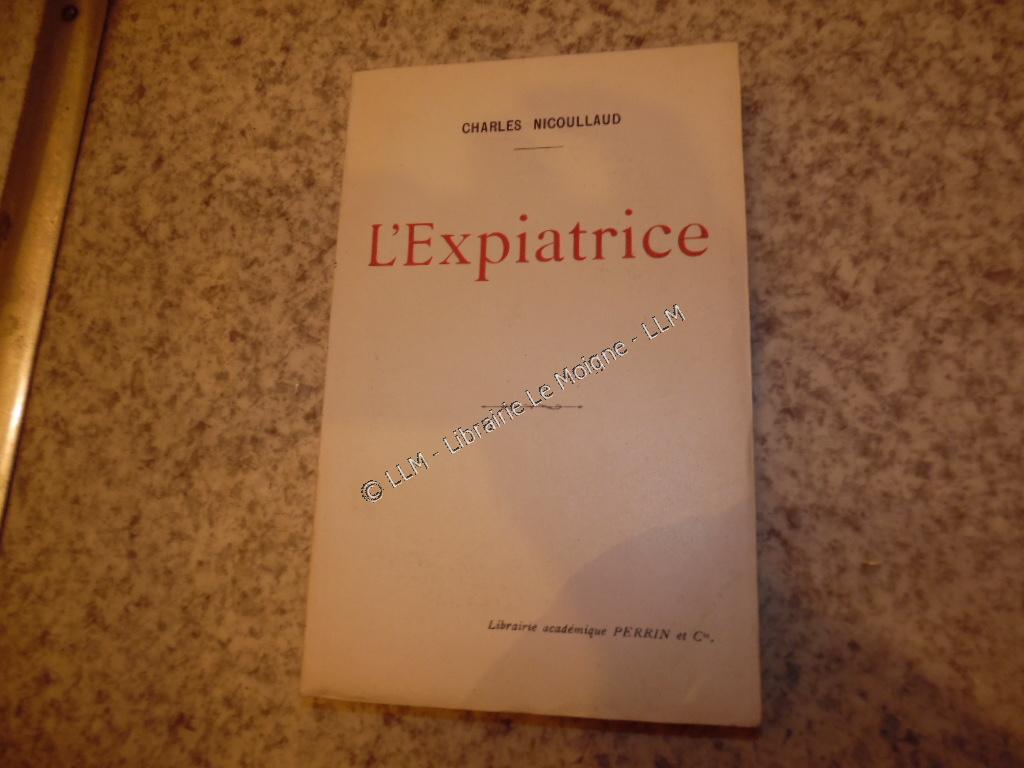 CHARLES NICOULLAUD
L'Expiatrice
© LLM - Librairie Le Moigne - LLM
Librairie académique PERRIN et Cie.